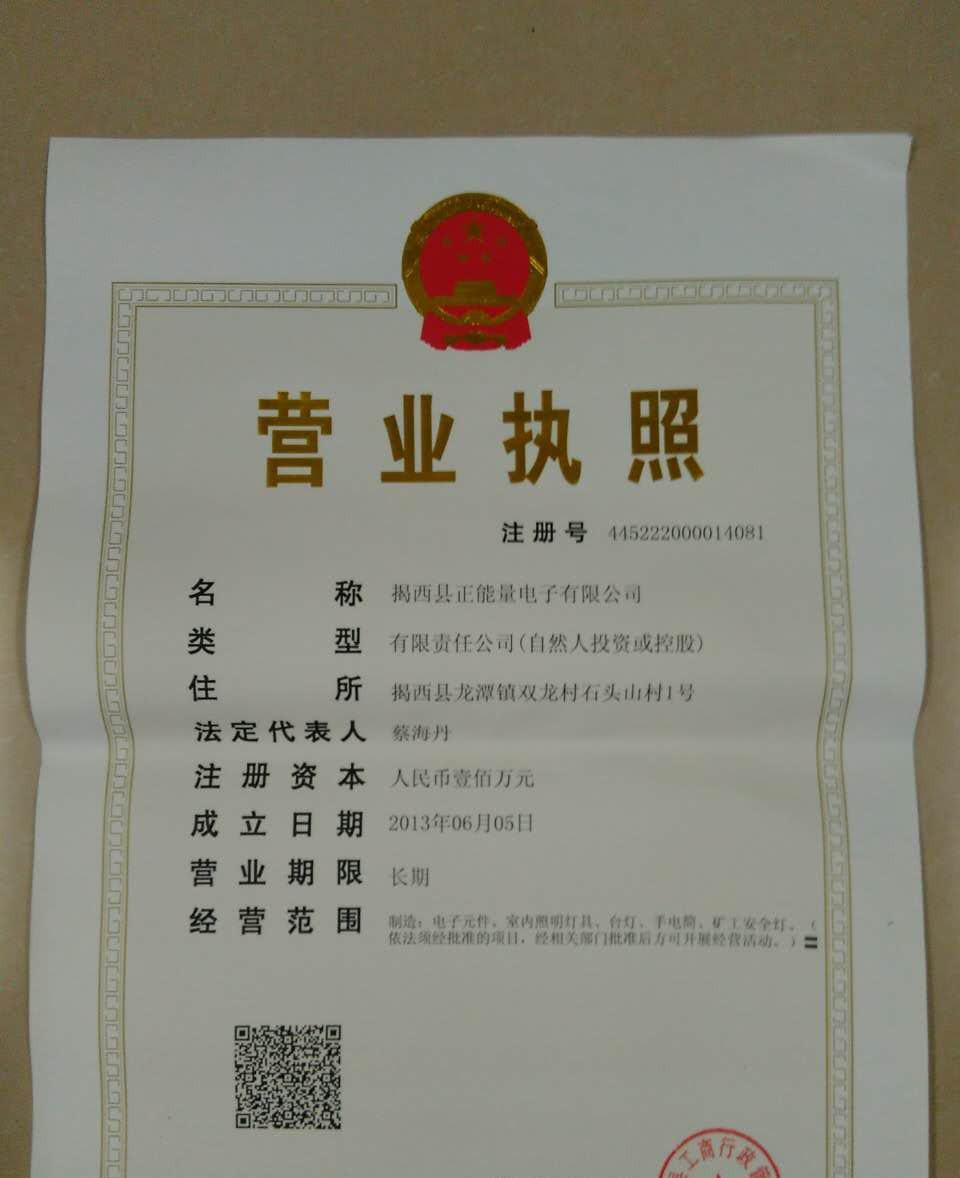 营业执照
注册号 445222000014081
名称 揭西县正能量电子有限公司
类型 有限责任公司(自然人投资或控股)
住所 揭西县龙潭镇双龙村石头山村1号
法定代表人 蔡海丹
注册资本 人民币壹佰万元
成立日期 2013年06月05日
营业期限 长期
经营范围 制造：电子元件、室内照明灯具、台灯、手电筒、矿工安全灯。（
依法须经批准的项目，经相关部门批准后方可开展经营活动。）〓
工商行政